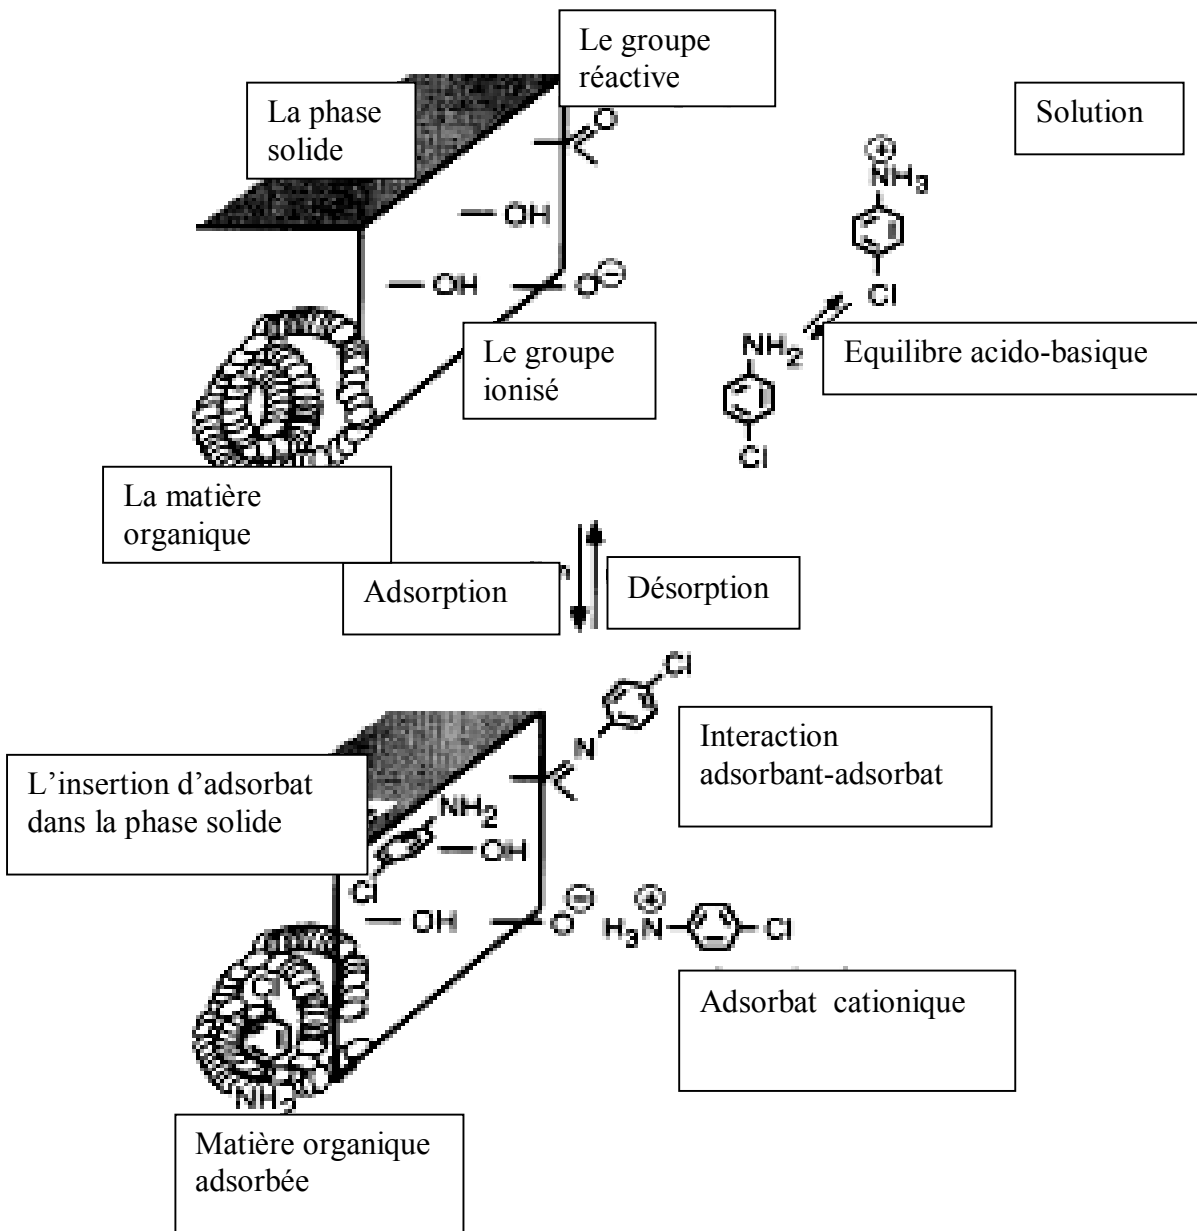 Le groupe
réactive
La phase
solide
Solution
O
OH
OH
O⊖
⊕
NH3
Cl
NH2
Cl
Equilibre acido-basique
Le groupe
ionisé
La matière
organique
Adsorption
Désorption
Cl
N
Interaction
adsorbant-adsorbat
L’insertion d’adsorbat
dans la phase solide
NH2
OH
Cl
OH
O⊖
⊕
H3N
Cl
Cl
NH2
Adsorbat cationique
Matière organique
adsorbée